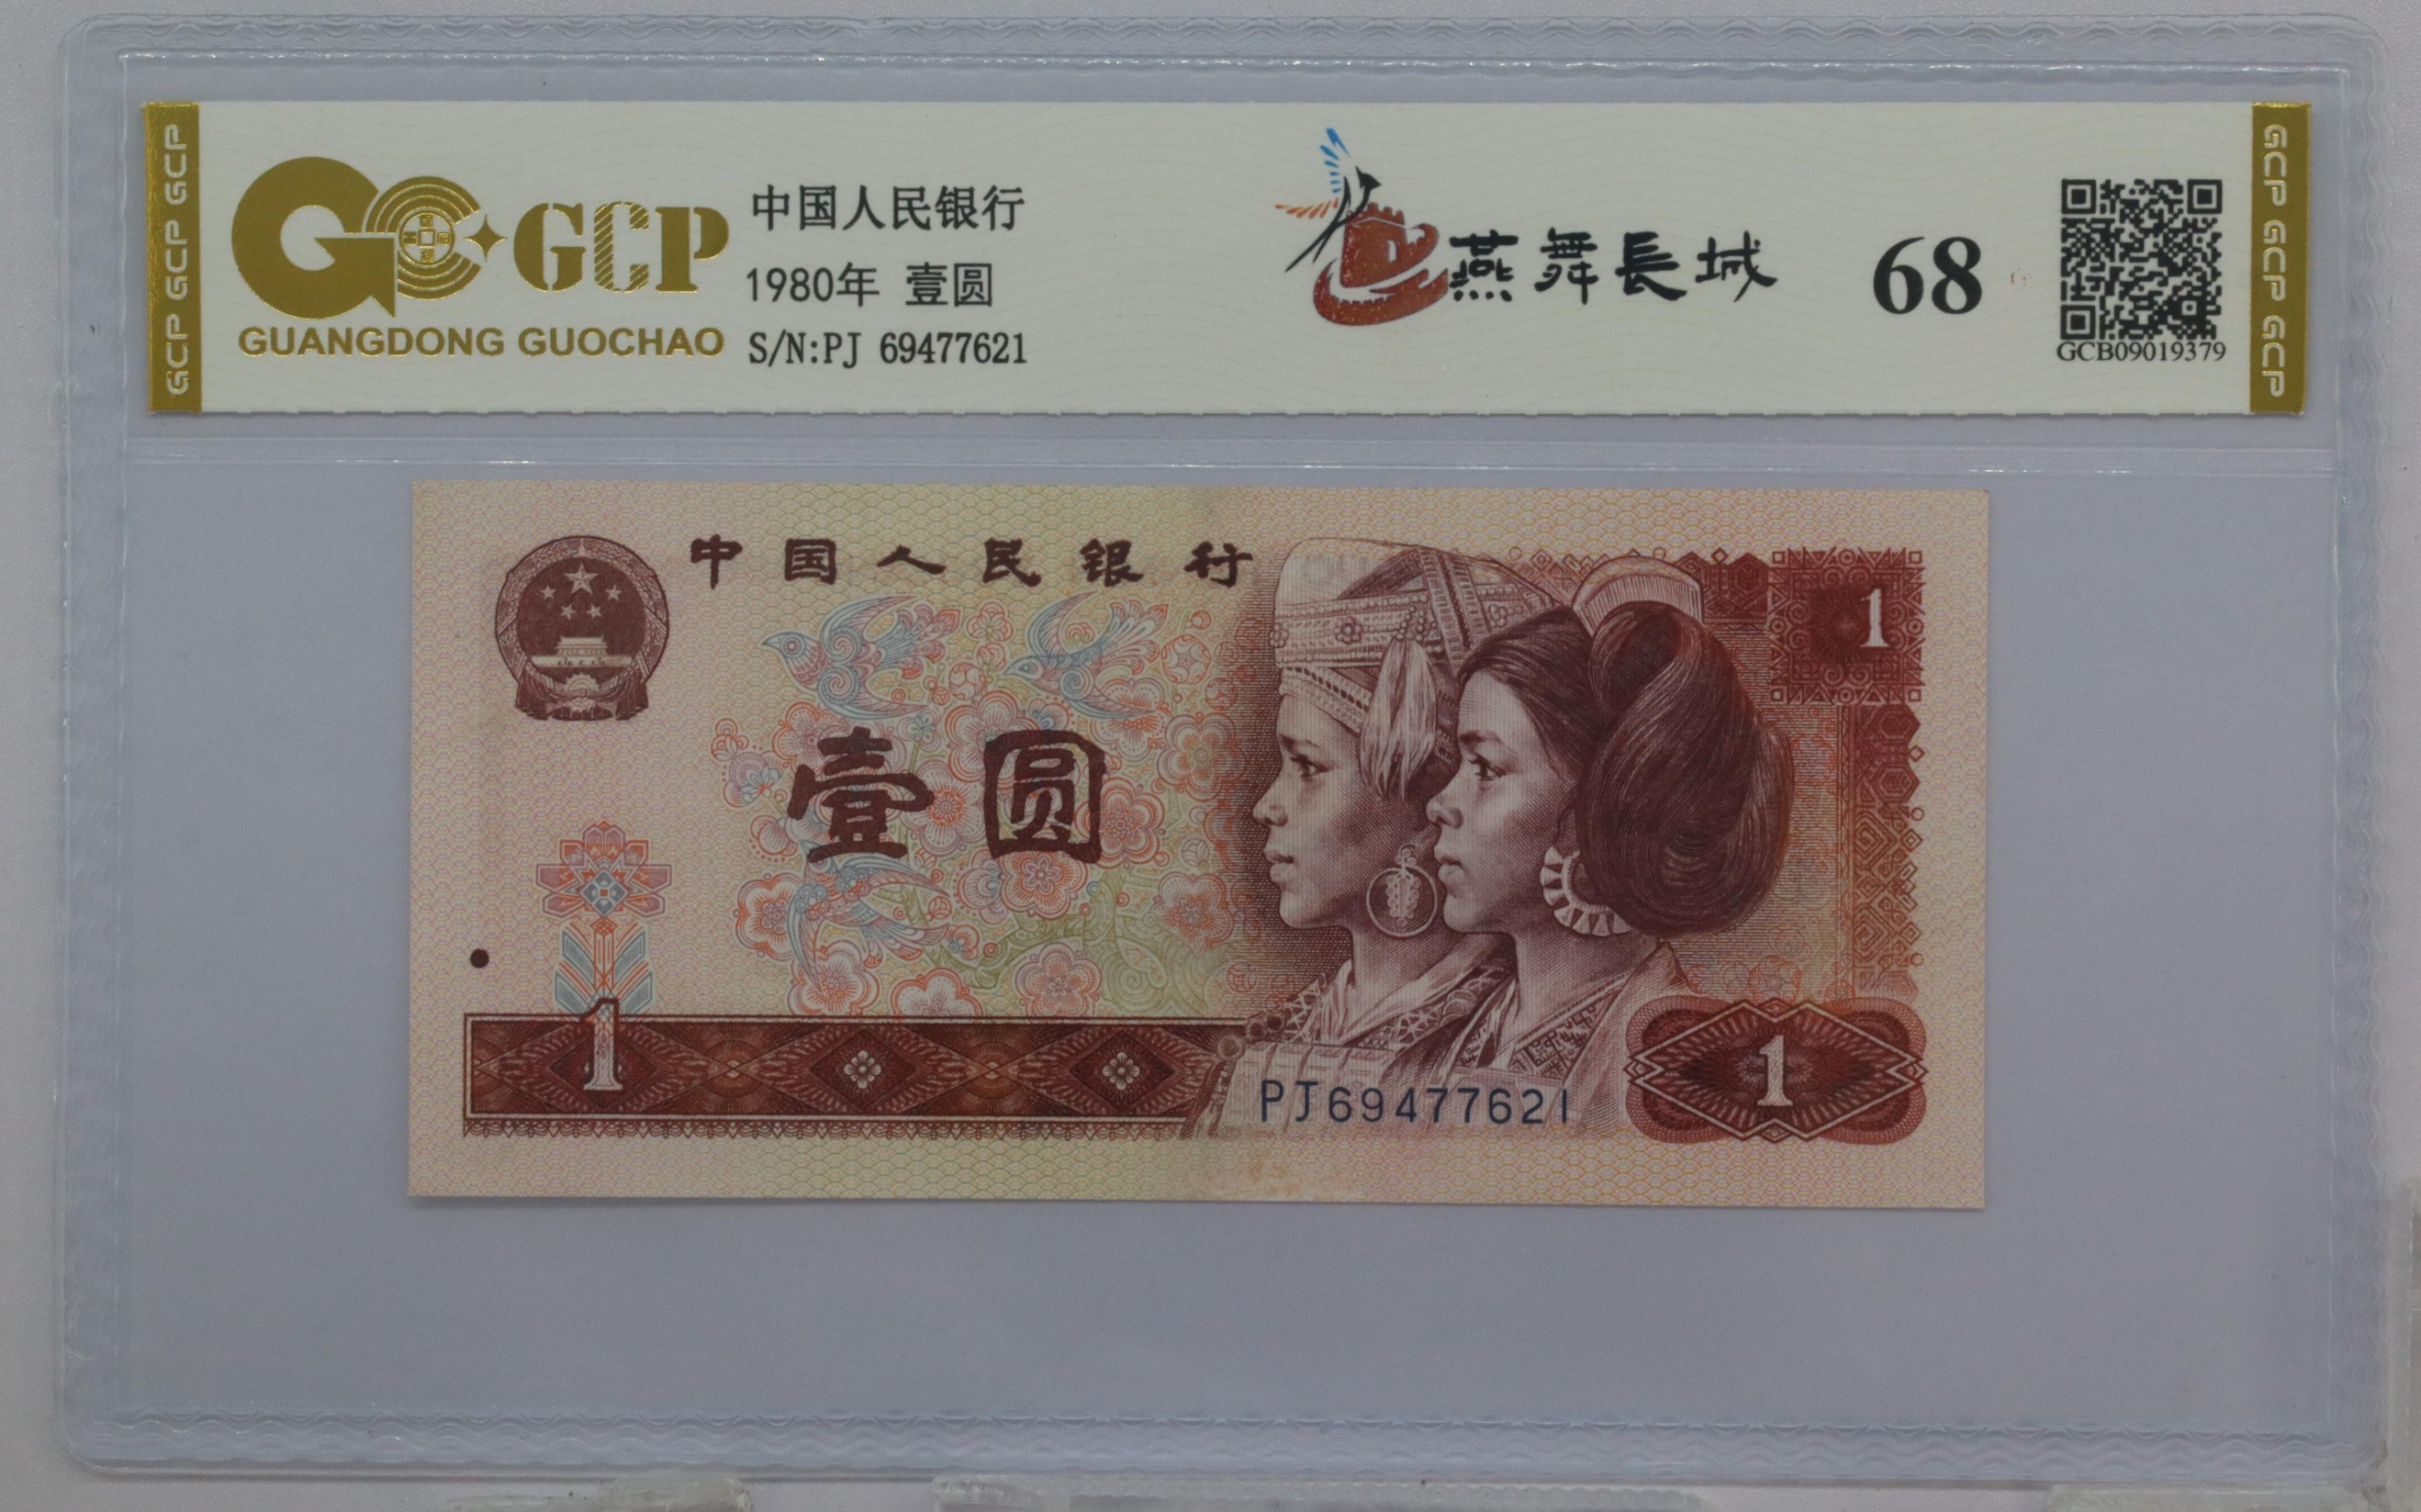 GCP GCP GCP
GCP
GUANGDONG GUOCHAO
中国人民银行
1980年 壹圆
S/N:PJ 69477621
燕舞長城
68
GCB09019379
GCP GCP GCP
中国人民银行
1
壹圆
1
PJ69477621
1